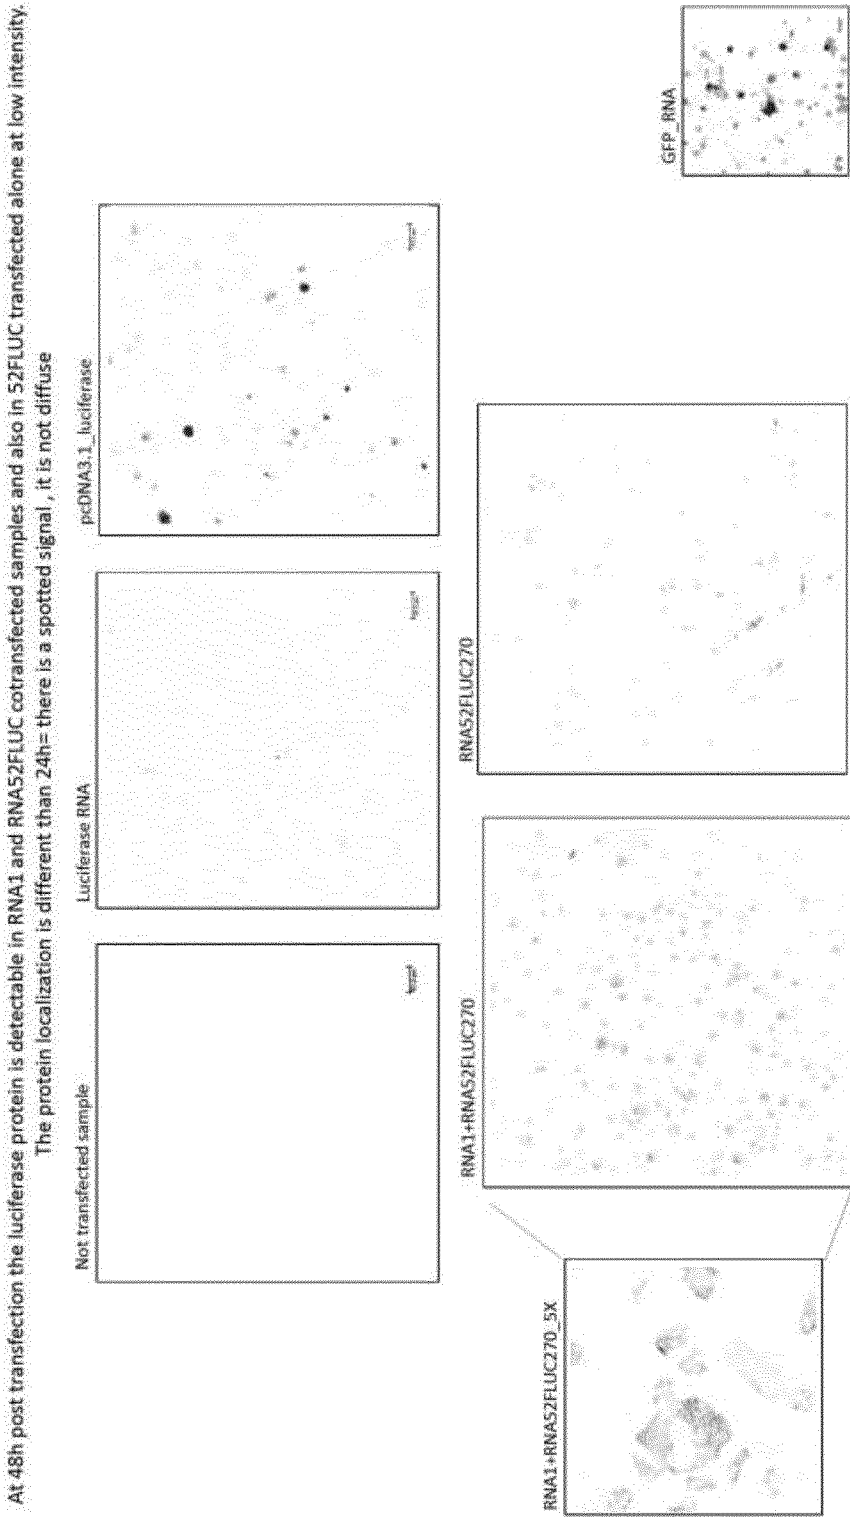 At 48h post transfection the luciferase protein is detectable in RNA1 and RNA52FLUC cotransfected samples and also in 52FLUC transfected alone at low intensity.
The protein localization is different than 24h= there is a spotted signal , it is not diffuse
Not transfected sample
Luciferase RNA
pcDNA3.1_luciferase
RNA1+RNA52FLUC270_5X
RNA1+RNA52FLUC270
RNA52FLUC270
GFP_RNA